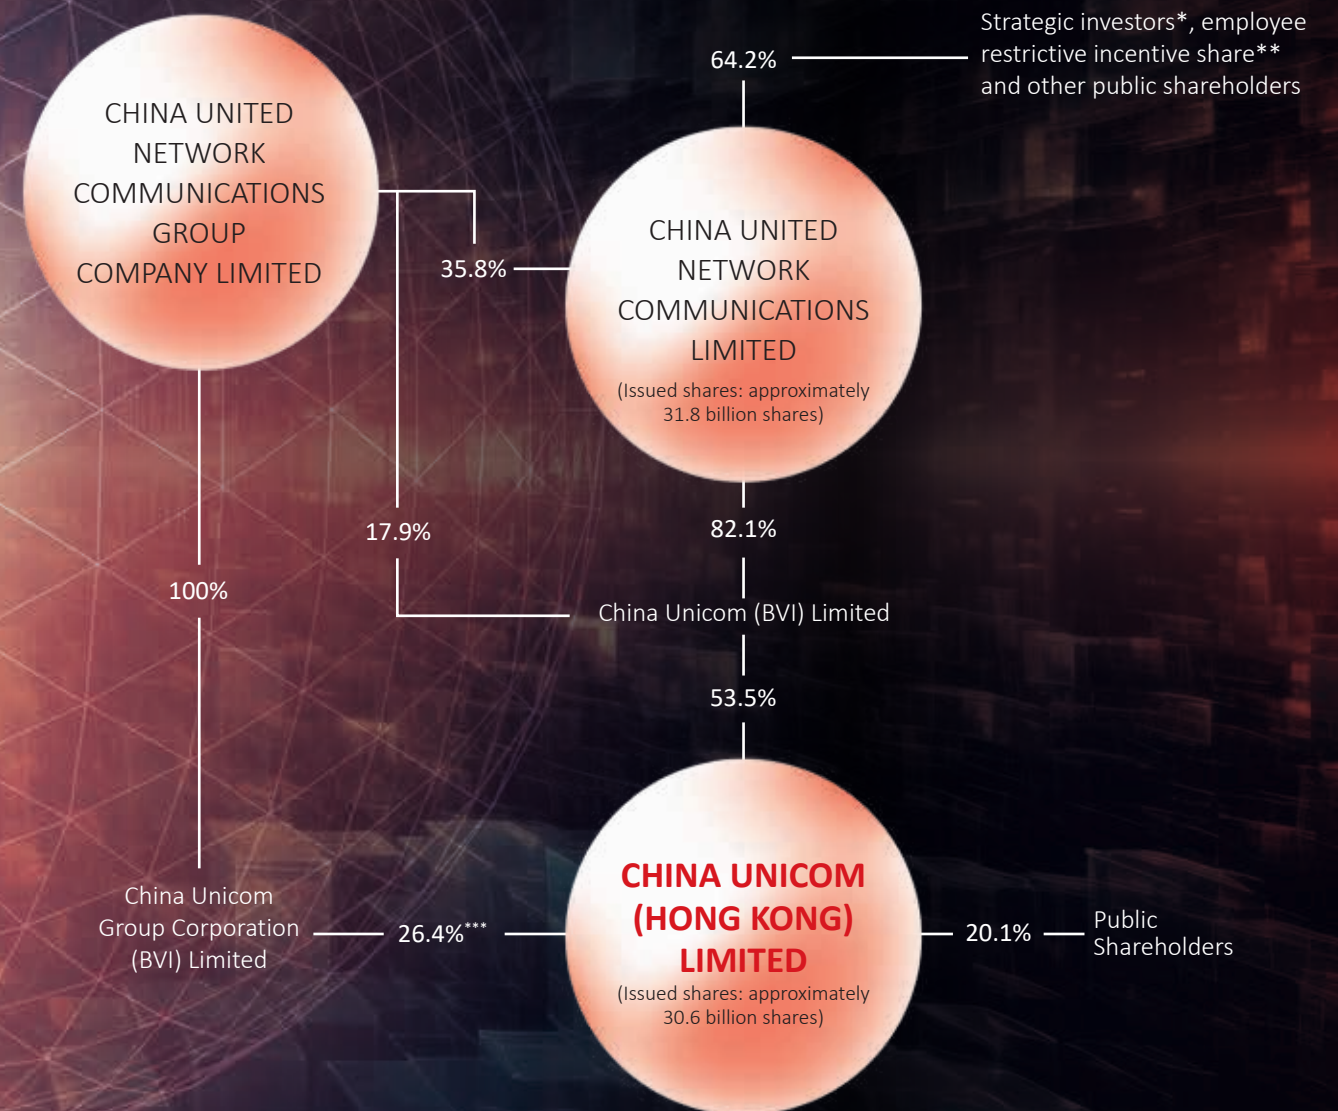 Strategic investors*, employee
restrictive incentive share**
and other public shareholders
64.2%
CHINA UNITED
NETWORK
COMMUNICATIONS
GROUP
COMPANY LIMITED
35.8%
CHINA UNITED
NETWORK
COMMUNICATIONS
LIMITED
(Issued shares: approximately
31.8 billion shares)
17.9%
82.1%
100%
China Unicom (BVI) Limited
53.5%
China Unicom
Group Corporation
(BVI) Limited
26.4%***
CHINA UNICOM
(HONG KONG)
LIMITED
(Issued shares: approximately
30.6 billion shares)
20.1%
Public
Shareholders